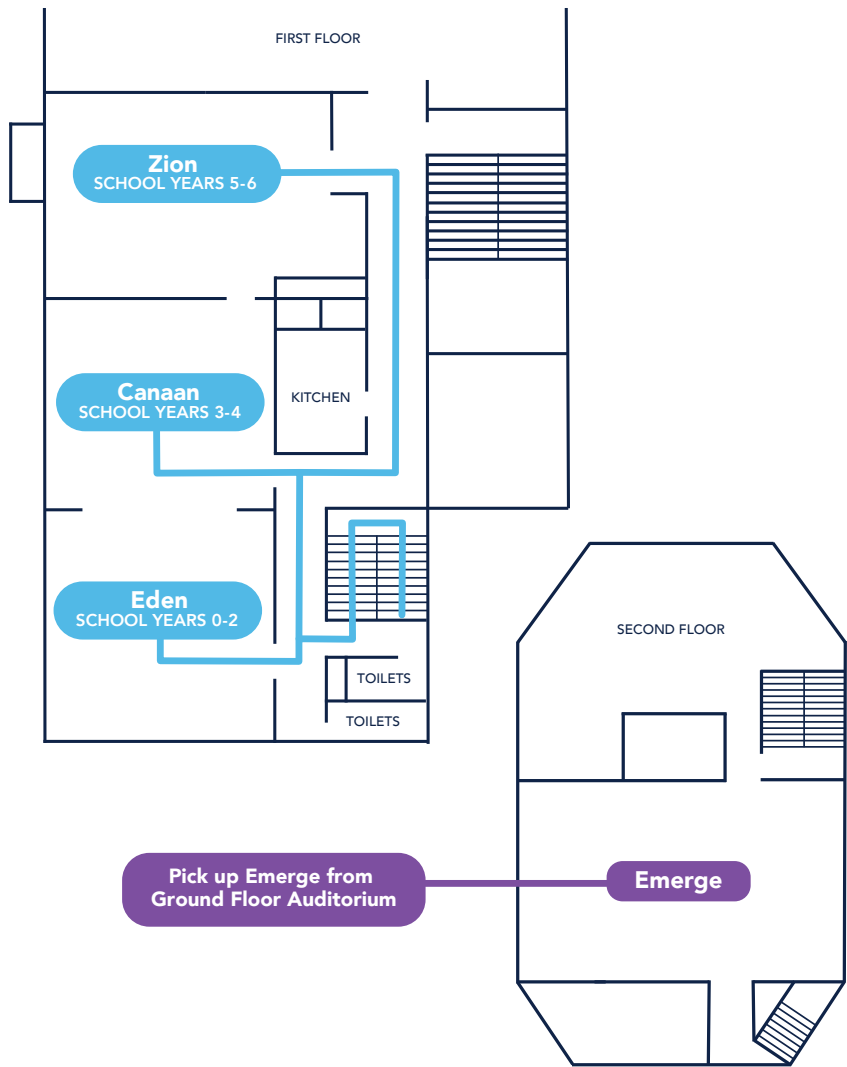 FIRST FLOOR
Zion
SCHOOL YEARS 5-6
Canaan
SCHOOL YEARS 3-4
KITCHEN
Eden
SCHOOL YEARS 0-2
SECOND FLOOR
TOILETS
TOILETS
Pick up Emerge from
Ground Floor Auditorium
Emerge